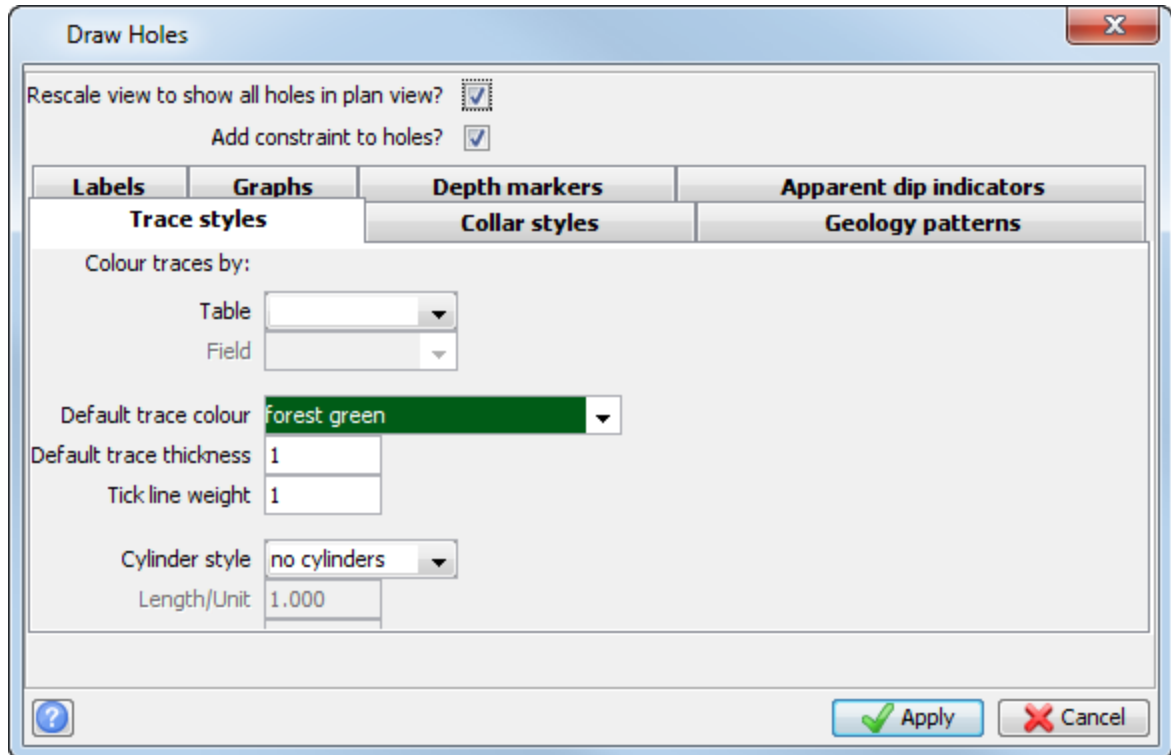 Draw Holes
Rescale view to show all holes in plan view?
Add constraint to holes?
Labels Graphs Depth markers Apparent dip indicators
Trace styles Collar styles Geology patterns
Colour traces by:
Table
Field
Default trace colour forest green
Default trace thickness 1
Tick line weight 1
Cylinder style no cylinders
Length/Unit 1.000
? Apply Cancel